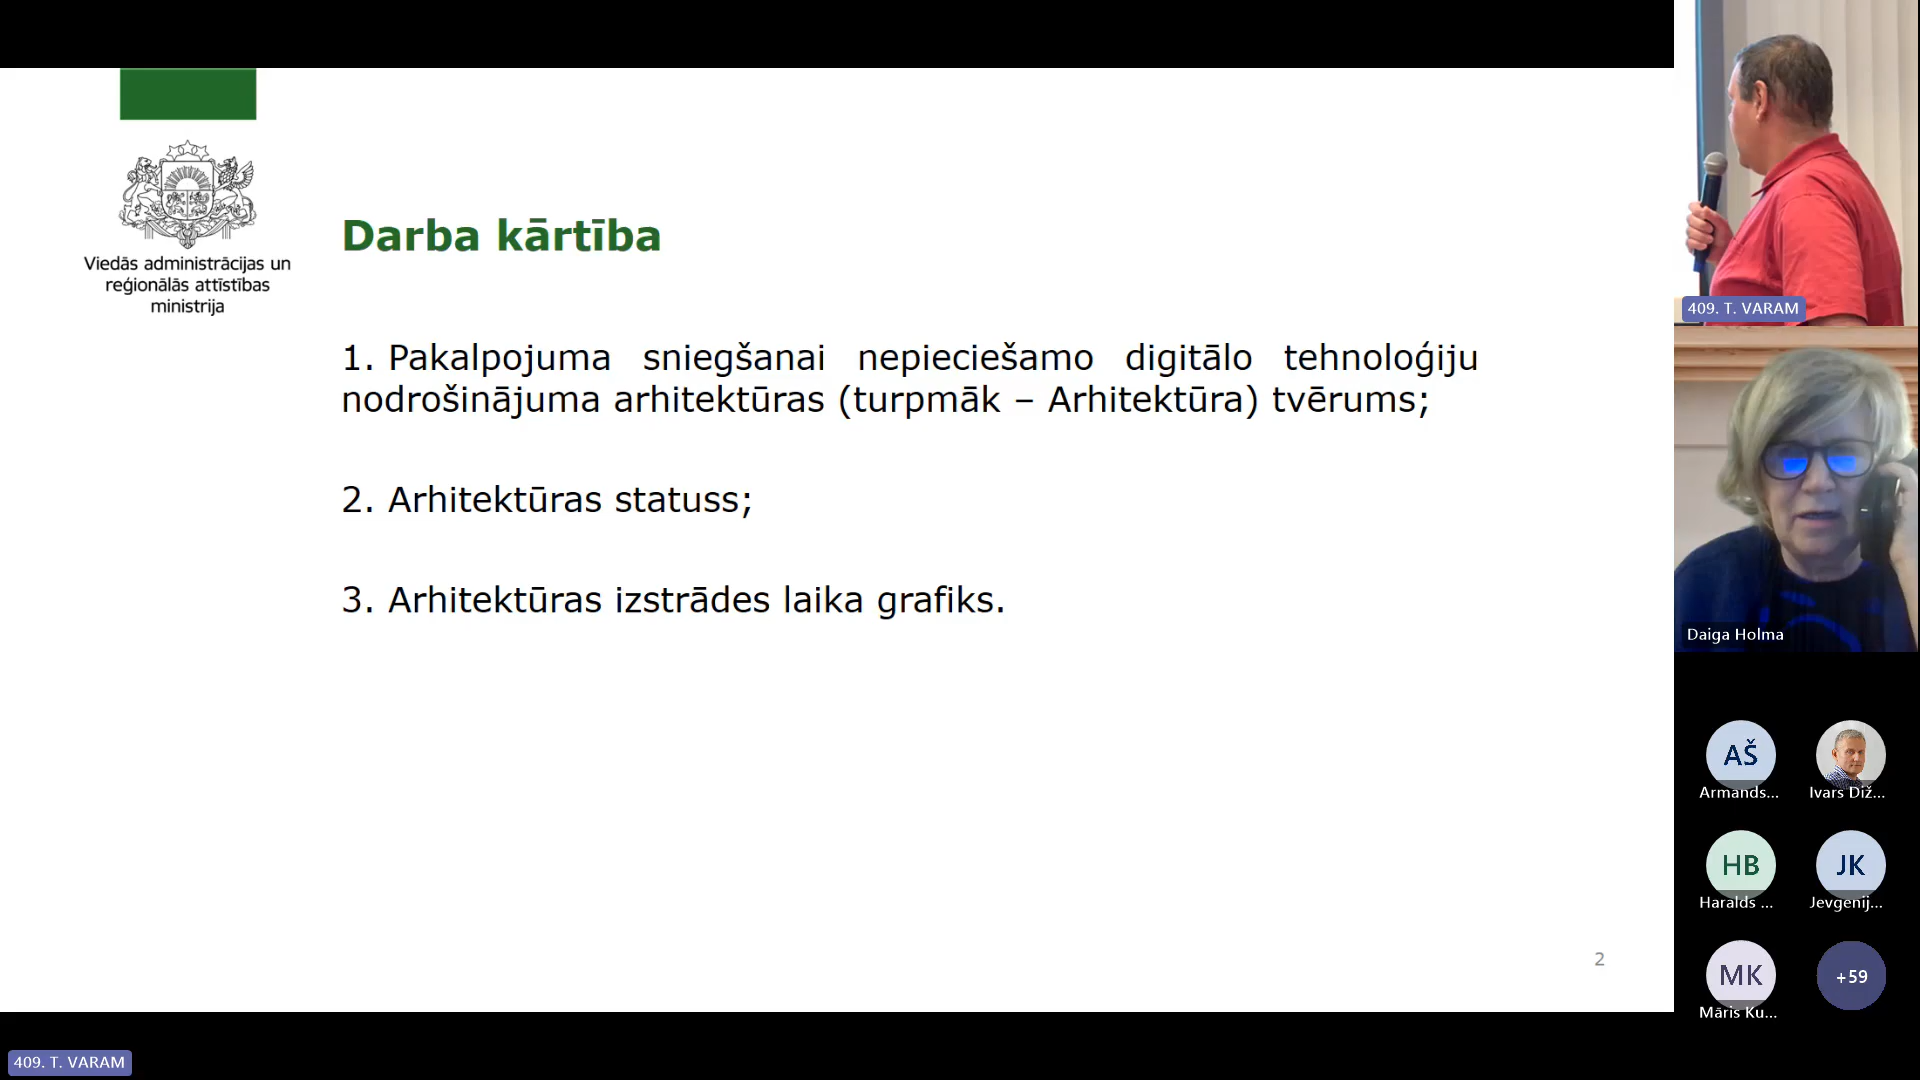 Viedās administrācijas un
reģionālās attīstības
ministrija
Darba kārtība
1. Pakalpojuma sniegšanai nepieciešamo digitālo tehnoloģiju
nodrošinājuma arhitektūras (turpmāk – Arhitektūra) tvērums;
2. Arhitektūras statuss;
3. Arhitektūras izstrādes laika grafiks.
2
409. T. VARAM
Daiga Holma
AŠ
Armands...
Ivars Diž...
HB
Haralds ...
JK
Jevgenij...
MK
Māris Ku...
+59
409. T. VARAM